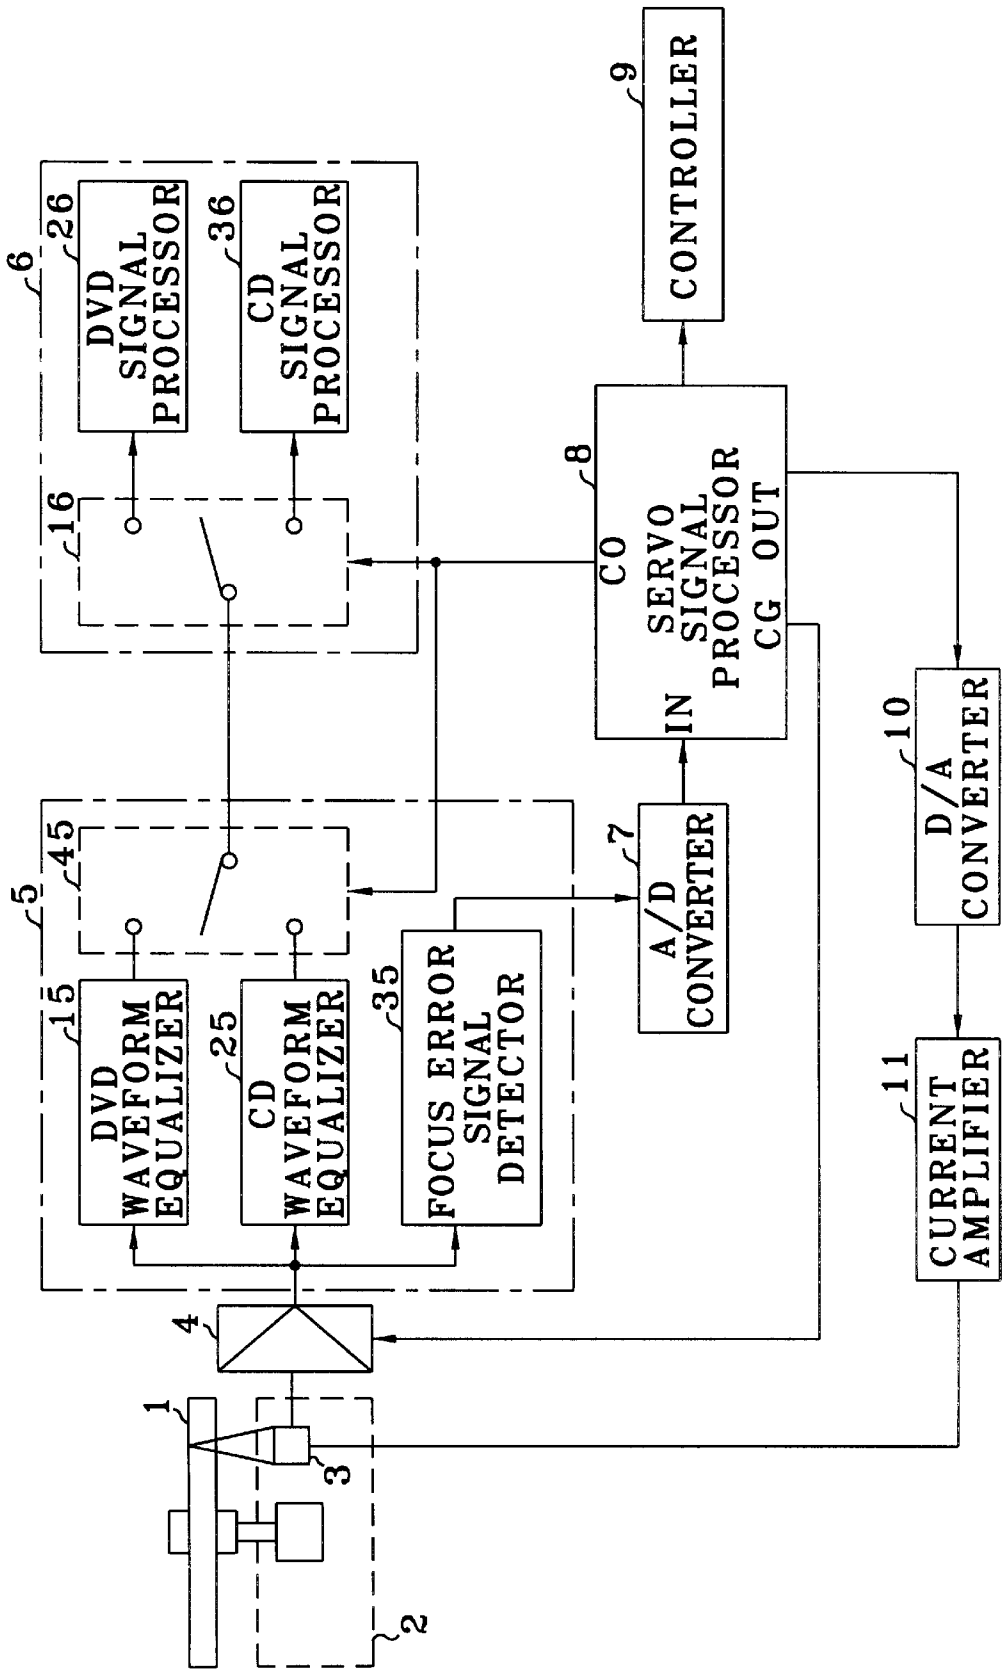 6
16
26
DVD
SIGNAL
PROCESSOR
36
CD
SIGNAL
PROCESSOR
5
15
DVD
WAVEFORM
EQUALIZER
45
25
CD
WAVEFORM
EQUALIZER
35
FOCUS ERROR
SIGNAL
DETECTOR
1
2
3
4
7
A/D
CONVERTER
8
CO
IN
SERVO
SIGNAL
PROCESSOR
CG OUT
9
CONTROLLER
10
D/A
CONVERTER
11
CURRENT
AMPLIFIER